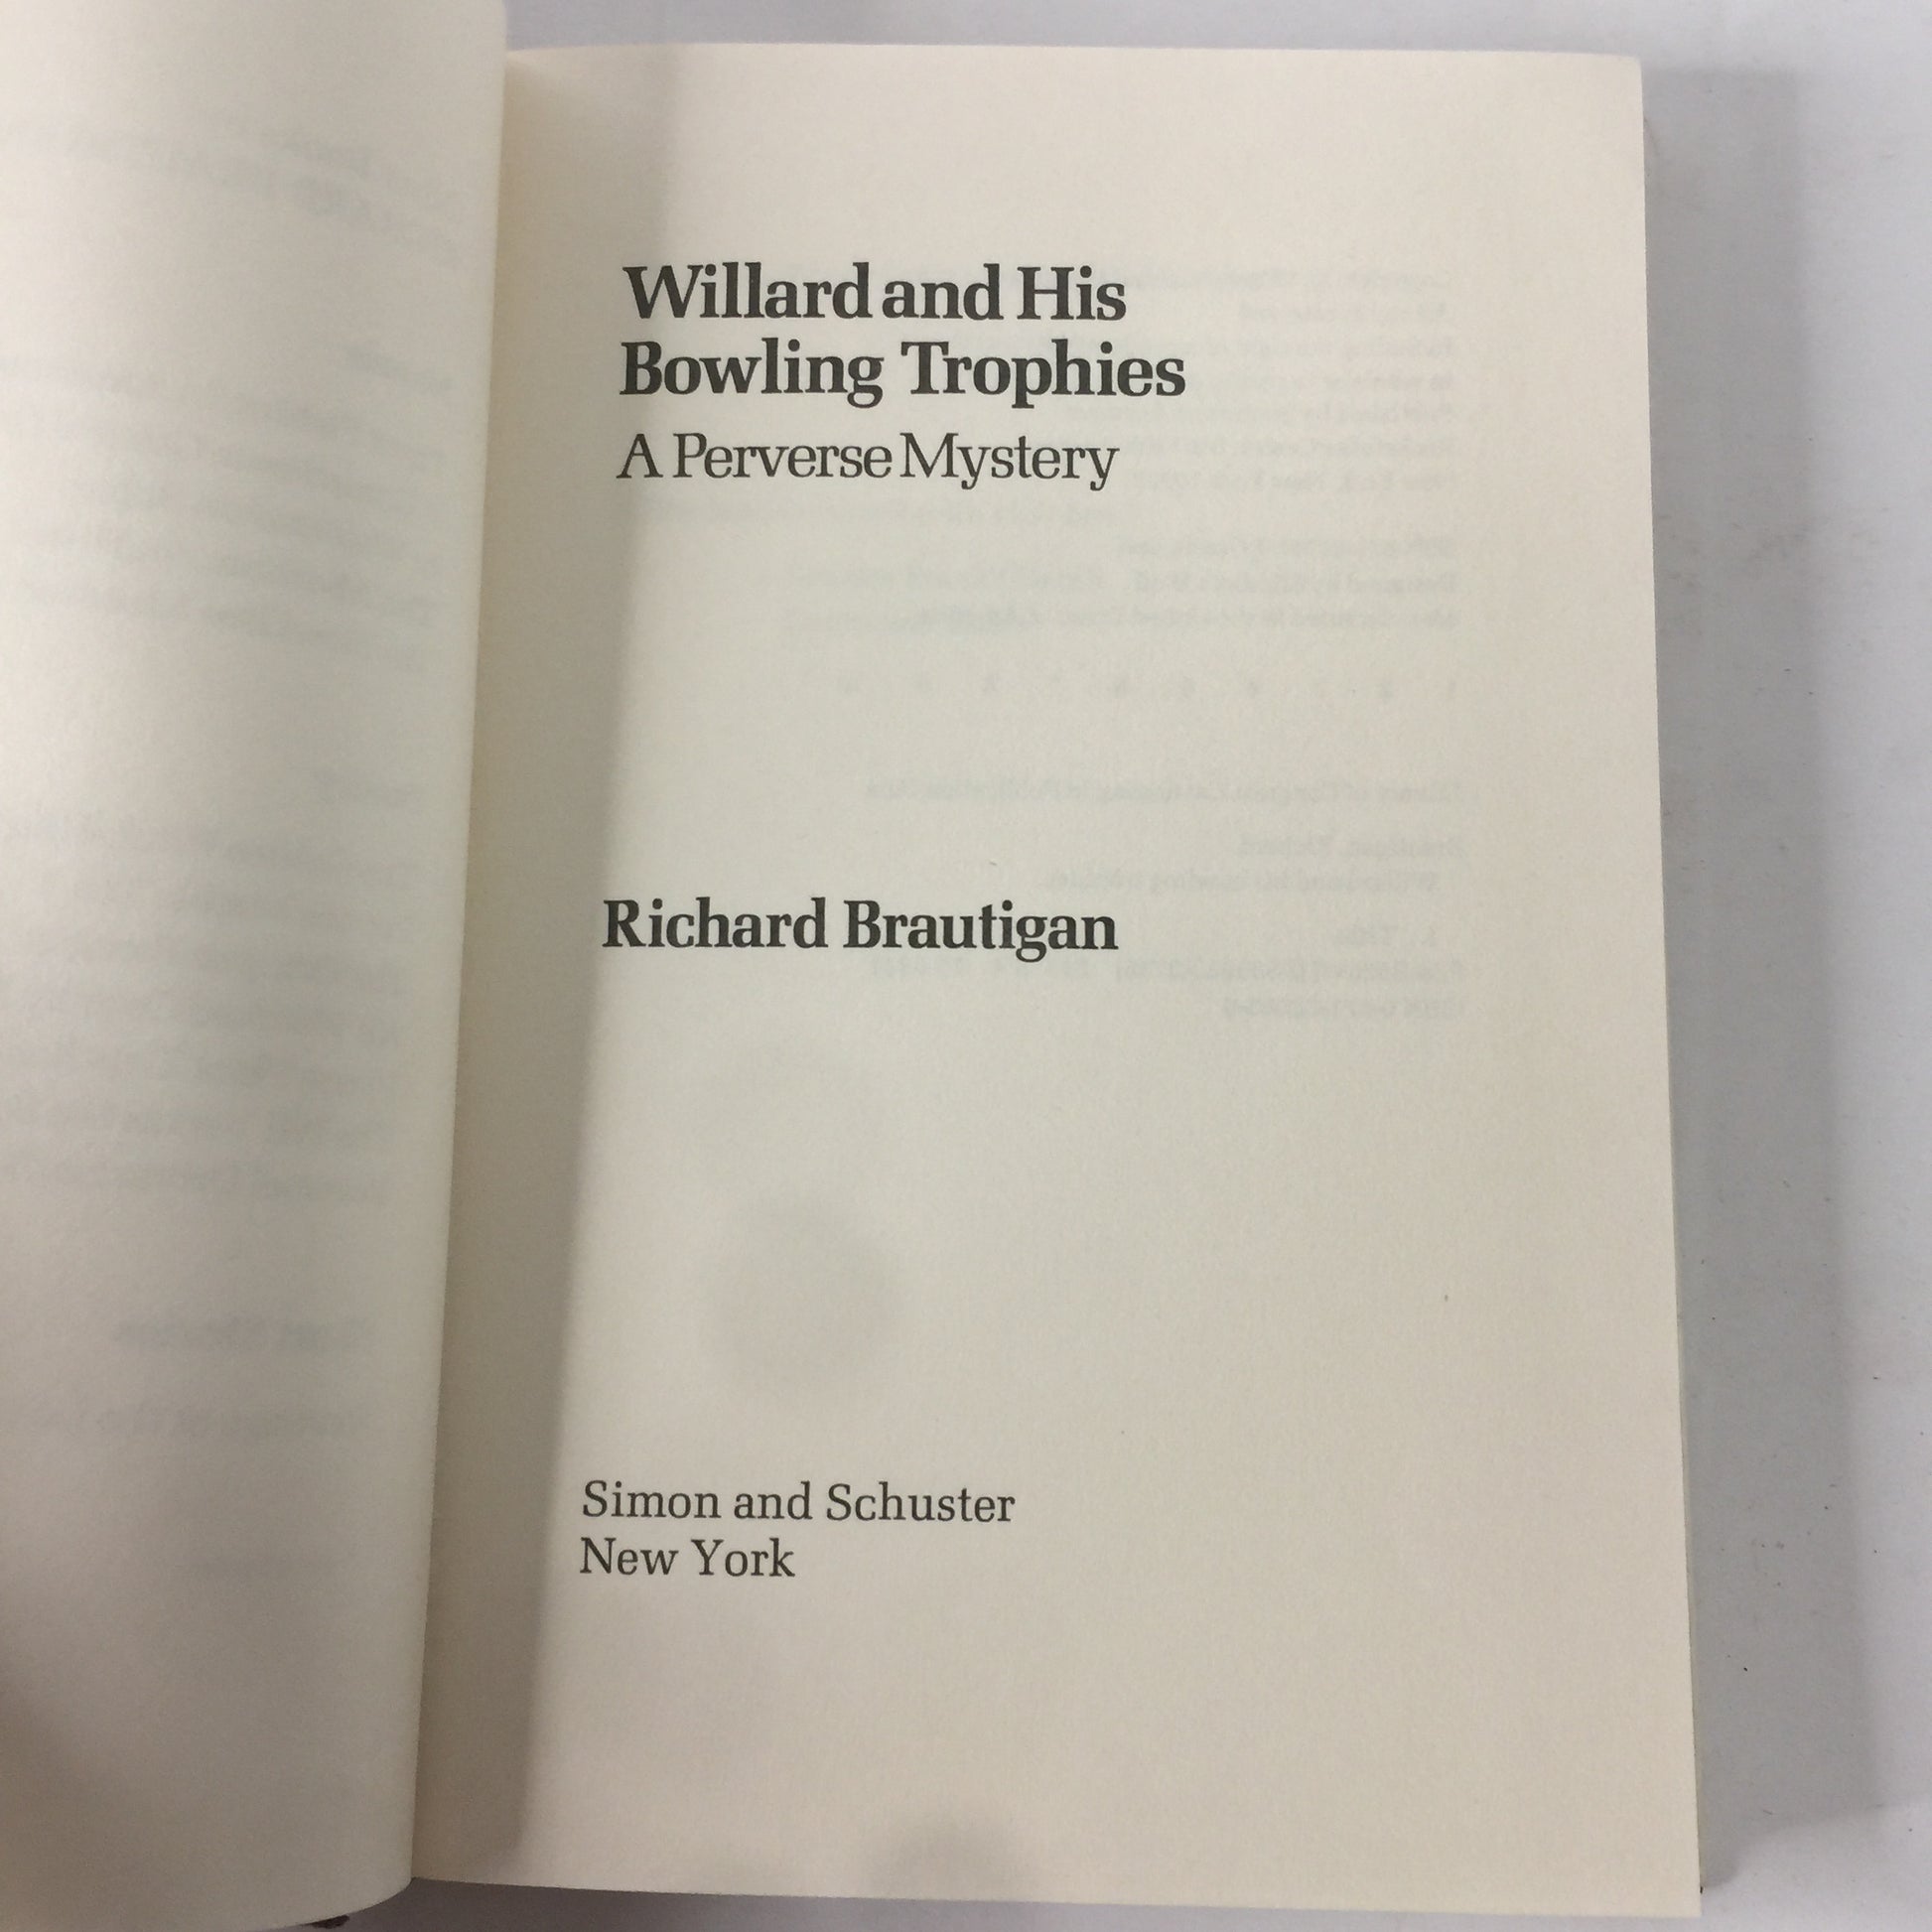 Willard and His
Bowling Trophies
A Perverse Mystery
Richard Brautigan
Simon and Schuster
New York